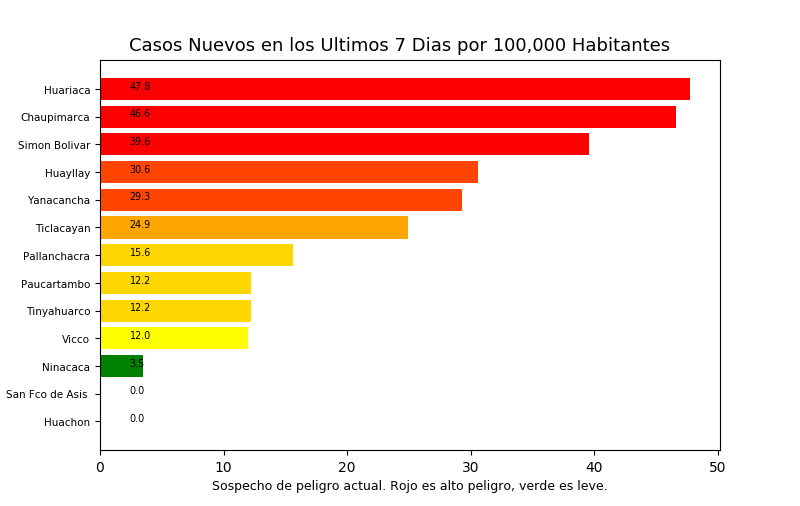 Casos Nuevos en los Ultimos 7 Dias por 100,000 Habitantes
Huariaca 47.8
Chaupimarca 46.6
Simon Bolivar 39.6
Huayllay 30.6
Yanacancha 29.3
Ticlacayan 24.9
Pallanchacra 15.6
Paucartambo 12.2
Tinyahuarco 12.2
Vicco 12.0
Ninacaca 3.5
San Fco de Asis 0.0
Huachon 0.0
0 10 20 30 40 50
Sospecho de peligro actual. Rojo es alto peligro, verde es leve.